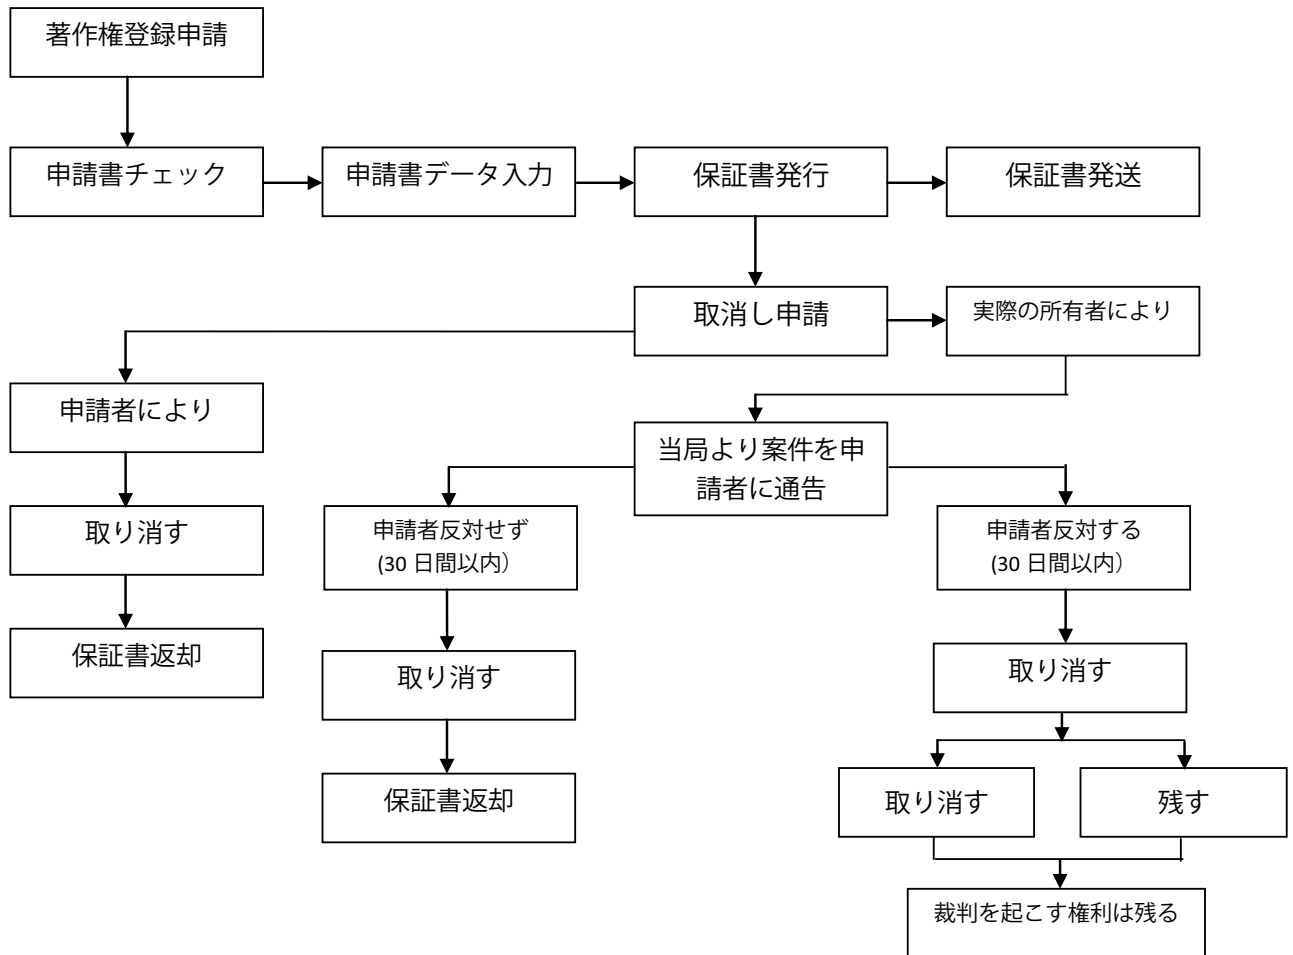 著作権登録申請
申請書チェック
申請書データ入力
保証書発行
保証書発送
取消し申請
実際の所有者により
申請者により
当局より案件を申
請者に通告
取り消す
申請者反対せず
(30 日間以内）
申請者反対する
(30 日間以内）
保証書返却
取り消す
取り消す
保証書返却
取り消す
残す
裁判を起こす権利は残る